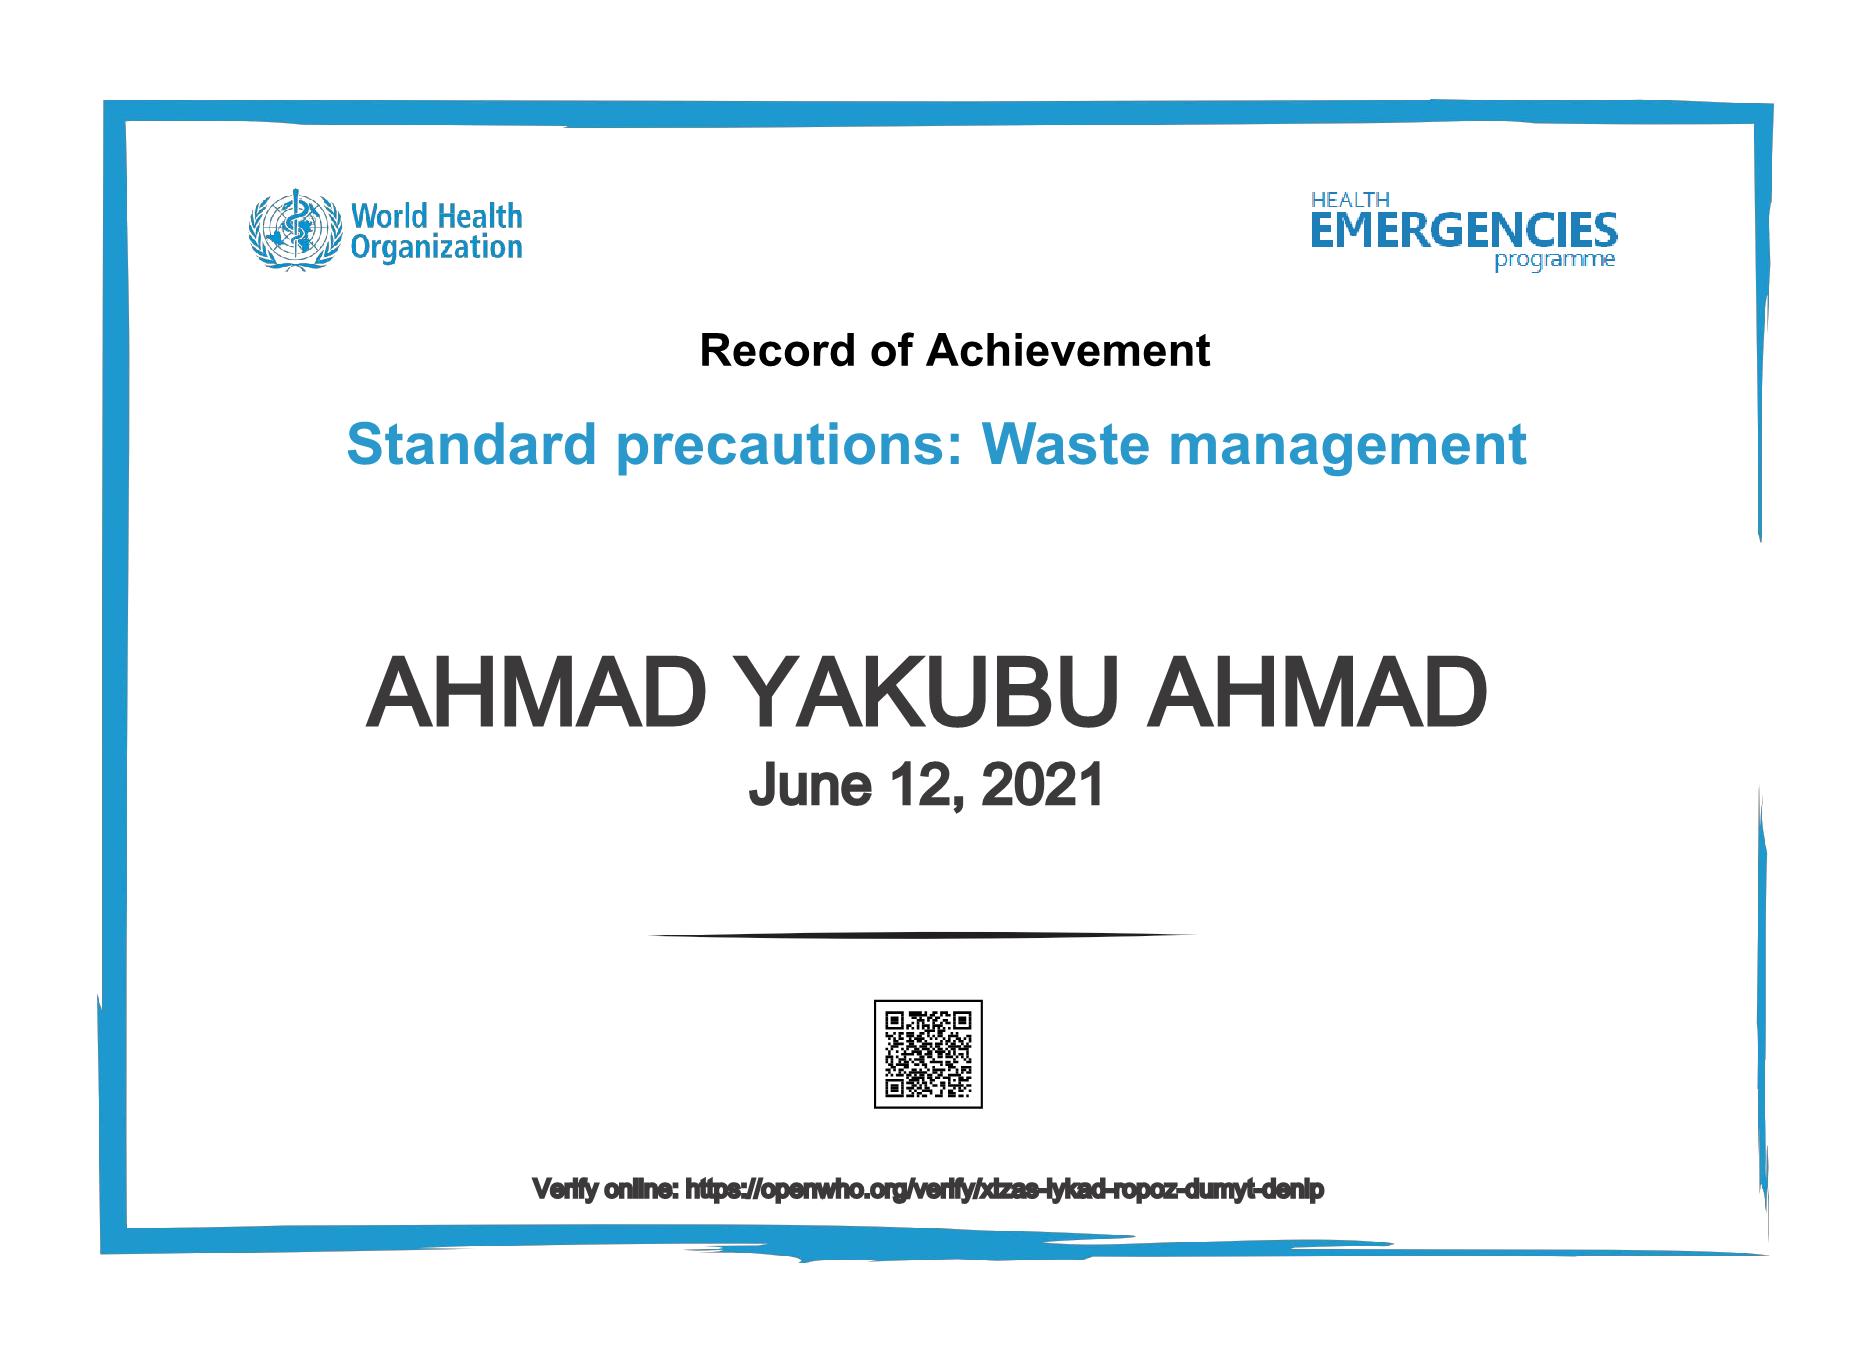 World Health
Organization
HEALTH
EMERGENCIES
programme
Record of Achievement
Standard precautions: Waste management
AHMAD YAKUBU AHMAD
June 12, 2021
Verify online: https://openwho.org/verify/xizas-lykad-ropoz-dumyt-denip